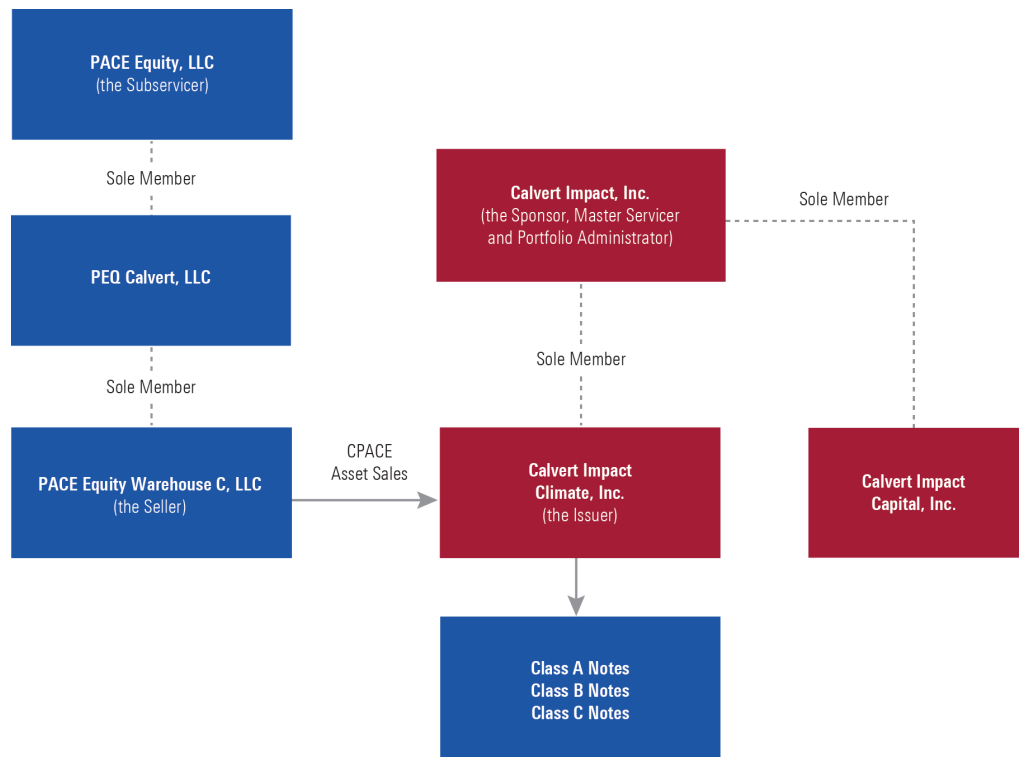 PACE Equity, LLC
(the Subservicer)
Sole Member
PEQ Calvert, LLC
Sole Member
PACE Equity Warehouse C, LLC
(the Seller)
CPACE
Asset Sales
Calvert Impact, Inc.
(the Sponsor, Master Servicer
and Portfolio Administrator)
Sole Member
Sole Member
Calvert Impact
Climate, Inc.
(the Issuer)
Calvert Impact
Capital, Inc.
Class A Notes
Class B Notes
Class C Notes